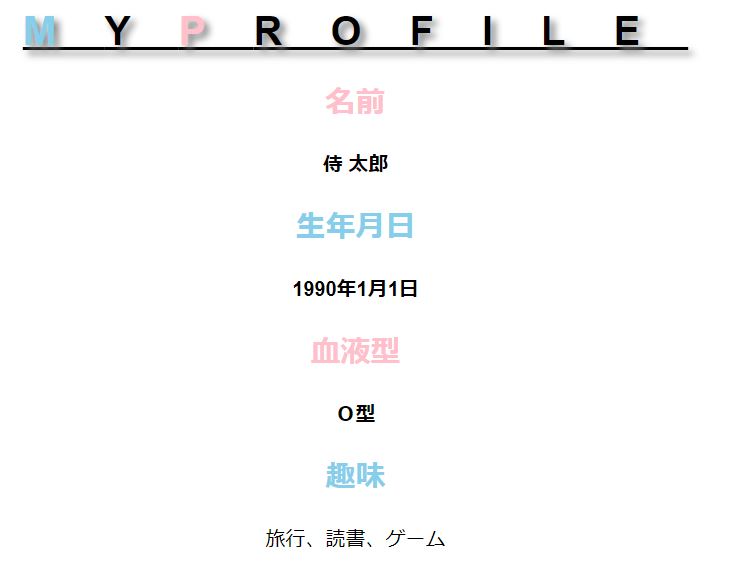 MYPROFILE
名前
侍 太郎
生年月日
1990年1月1日
血液型
O型
趣味
旅行、読書、ゲーム